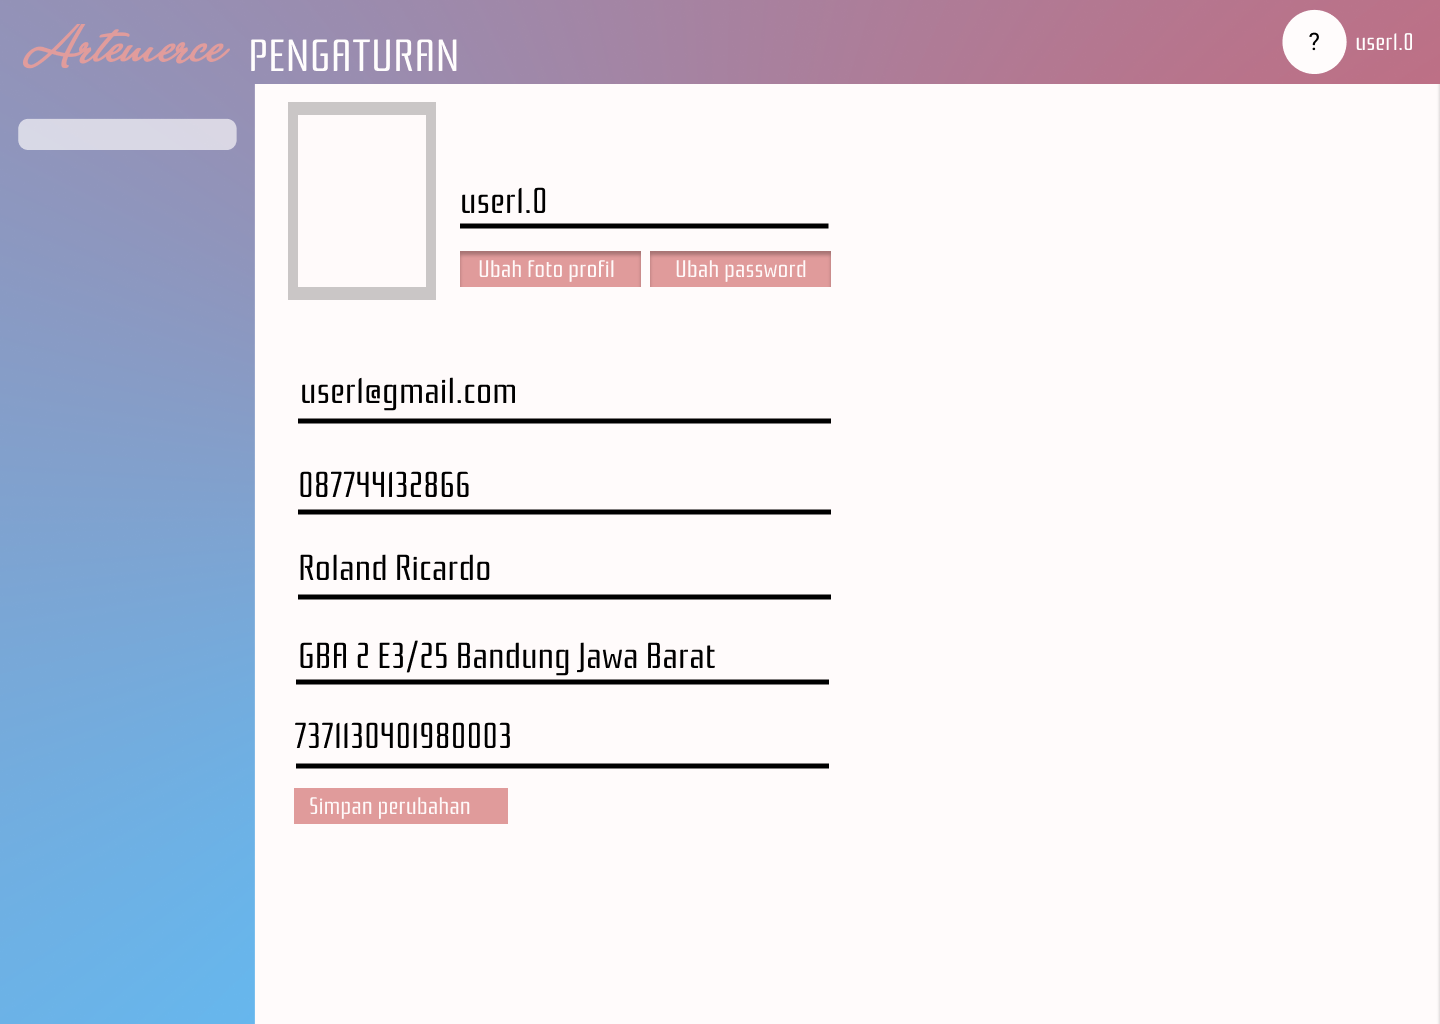 Artemerce PENGATURAN
? user1.0
user1.0
Ubah foto profil Ubah password
user1@gmail.com
087744132866
Roland Ricardo
GBA 2 E3/25 Bandung Jawa Barat
7371130401980003
Simpan perubahan